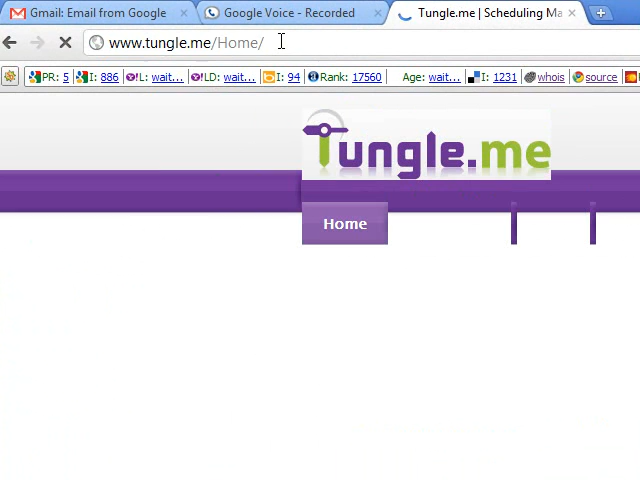 Gmail: Email from Google
Google Voice - Recorded
Tungle.me | Scheduling Ma
www.tungle.me/Home/
PR: 5 I: 886 Y!L: wait... Y!LD: wait... I: 94 Rank: 17560 Age: wait... I: 1231 whois source
Tungle.me
Home